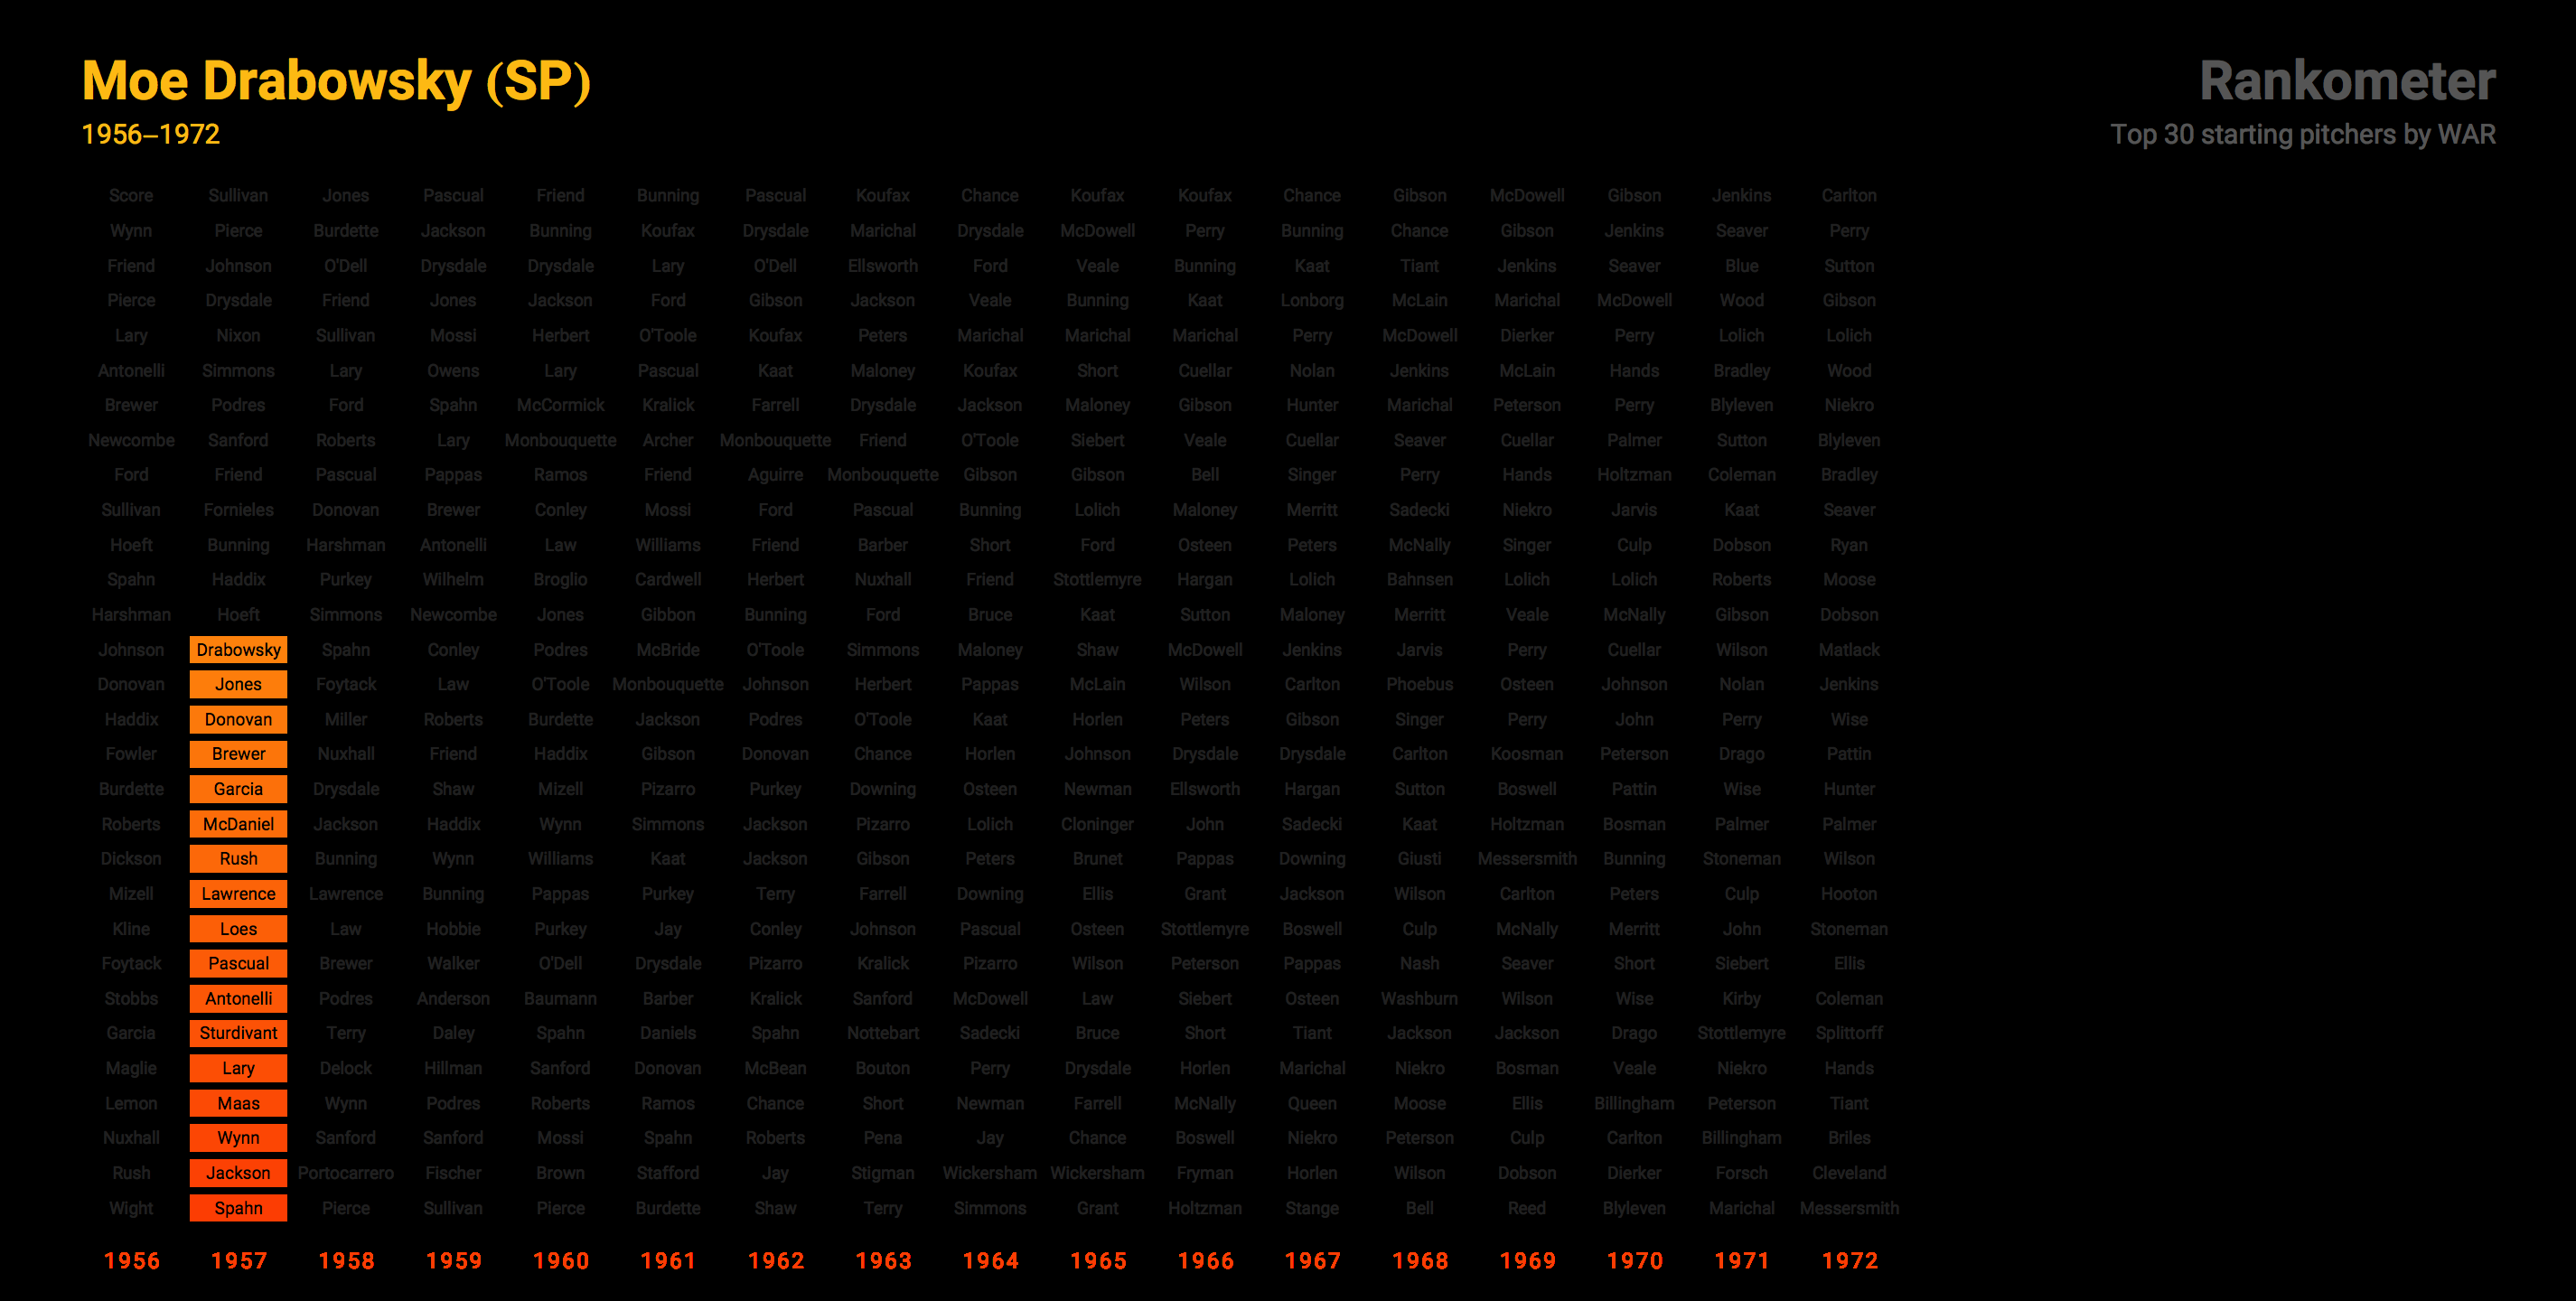 Moe Drabowsky (SP)
1956–1972
Rankometer
Top 30 starting pitchers by WAR
Score Sullivan Jones Pascual Friend Bunning Pascual Koufax Chance Koufax Koufax Chance Gibson McDowell Gibson Jenkins Carlton
Wynn Pierce Burdette Jackson Bunning Koufax Drysdale Marichal Drysdale McDowell Perry Bunning Chance Gibson Jenkins Seaver Perry
Friend Johnson O'Dell Drysdale Drysdale Lary O'Dell Ellsworth Ford Veale Bunning Kaat Tiant Jenkins Seaver Blue Sutton
Pierce Drysdale Friend Jones Jackson Ford Gibson Jackson Veale Bunning Kaat Lonborg McLain Marichal McDowell Wood Gibson
Lary Nixon Sullivan Mossi Herbert O'Toole Koufax Peters Marichal Marichal Marichal Perry McDowell Dierker Perry Lolich Lolich
Antonelli Simmons Lary Owens Lary Pascual Kaat Maloney Koufax Short Cuellar Nolan Jenkins McLain Hands Bradley Wood
Brewer Podres Ford Spahn McCormick Kralick Farrell Drysdale Jackson Maloney Gibson Hunter Marichal Peterson Perry Blyleven Niekro
Newcombe Sanford Roberts Lary Monbouquette Archer Monbouquette Friend O'Toole Siebert Veale Cuellar Seaver Cuellar Palmer Sutton Blyleven
Ford Friend Pascual Pappas Ramos Friend Aguirre Monbouquette Gibson Gibson Bell Singer Perry Hands Holtzman Coleman Bradley
Sullivan Fornieles Donovan Brewer Conley Mossi Ford Pascual Bunning Lolich Maloney Merritt Sadecki Niekro Jarvis Kaat Seaver
Hoeft Bunning Harshman Antonelli Law Williams Friend Barber Short Ford Osteen Peters McNally Singer Culp Dobson Ryan
Spahn Haddix Purkey Wilhelm Broglio Cardwell Herbert Nuxhall Friend Stottlemyre Hargan Lolich Bahnsen Lolich Lolich Roberts Moose
Harshman Hoeft Simmons Newcombe Jones Gibbon Bunning Ford Bruce Kaat Sutton Maloney Merritt Veale McNally Gibson Dobson
Johnson Drabowsky Spahn Conley Podres McBride O'Toole Simmons Maloney Shaw McDowell Jenkins Jarvis Perry Cuellar Wilson Matlack
Donovan Jones Foytack Law O'Toole Monbouquette Johnson Herbert Pappas McLain Wilson Carlton Phoebus Osteen Johnson Nolan Jenkins
Haddix Donovan Miller Roberts Burdette Jackson Podres O'Toole Kaat Horlen Peters Gibson Singer Perry John Perry Wise
Fowler Brewer Nuxhall Friend Haddix Gibson Donovan Chance Horlen Johnson Drysdale Drysdale Carlton Koosman Peterson Drago Pattin
Burdette Garcia Drysdale Shaw Mizell Pizarro Purkey Downing Osteen Newman Ellsworth Hargan Sutton Boswell Pattin Wise Hunter
Roberts McDaniel Jackson Haddix Wynn Simmons Jackson Pizarro Lolich Cloninger John Sadecki Kaat Holtzman Bosman Palmer Palmer
Dickson Rush Bunning Wynn Williams Kaat Jackson Gibson Peters Brunet Pappas Downing Giusti Messersmith Bunning Stoneman Wilson
Mizell Lawrence Lawrence Bunning Pappas Purkey Terry Farrell Downing Ellis Grant Jackson Wilson Carlton Peters Culp Hooton
Kline Loes Law Hobbie Purkey Jay Conley Johnson Pascual Osteen Stottlemyre Boswell Culp McNally Merritt John Stoneman
Foytack Pascual Brewer Walker O'Dell Drysdale Pizarro Kralick Pizarro Wilson Peterson Pappas Nash Seaver Short Siebert Ellis
Stobbs Antonelli Podres Anderson Baumann Barber Kralick Sanford McDowell Law Siebert Osteen Washburn Wilson Wise Kirby Coleman
Garcia Sturdivant Terry Daley Spahn Daniels Spahn Nottebart Sadecki Bruce Short Tiant Jackson Jackson Drago Stottlemyre Splittorff
Maglie Lary Delock Hillman Sanford Donovan McBean Bouton Perry Drysdale Horlen Marichal Niekro Bosman Veale Niekro Hands
Lemon Maas Wynn Podres Roberts Ramos Chance Short Newman Farrell McNally Queen Moose Ellis Billingham Peterson Tiant
Nuxhall Wynn Sanford Sanford Mossi Spahn Roberts Pena Jay Chance Boswell Niekro Peterson Culp Carlton Billingham Briles
Rush Jackson Portocarrero Fischer Brown Stafford Jay Stigman Wickersham Wickersham Fryman Horlen Wilson Dobson Dierker Forsch Cleveland
Wight Spahn Pierce Sullivan Pierce Burdette Shaw Terry Simmons Grant Holtzman Stange Bell Reed Blyleven Marichal Messersmith
1956 1957 1958 1959 1960 1961 1962 1963 1964 1965 1966 1967 1968 1969 1970 1971 1972